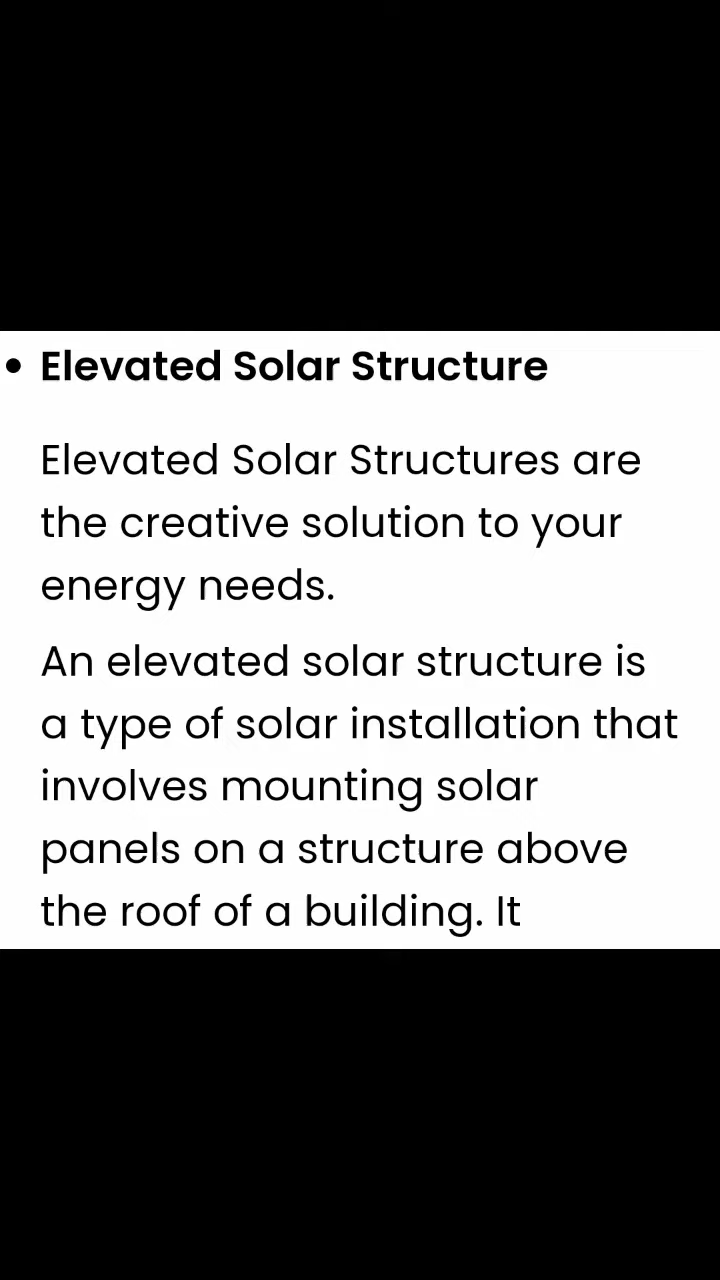 • Elevated Solar Structure
Elevated Solar Structures are
the creative solution to your
energy needs.
An elevated solar structure is
a type of solar installation that
involves mounting solar
panels on a structure above
the roof of a building. It